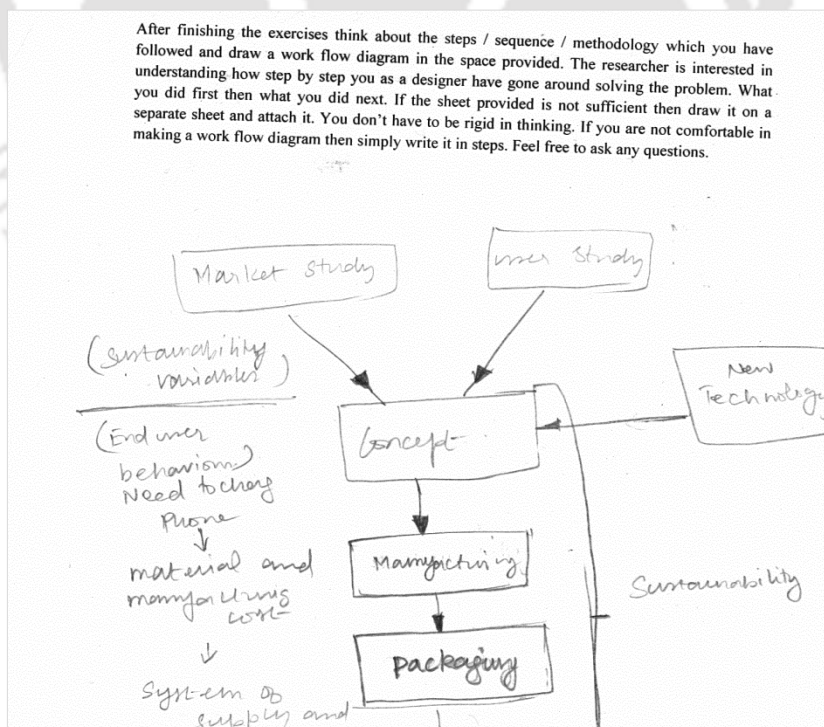 After finishing the exercises think about the steps / sequence / methodology which you have
followed and draw a work flow diagram in the space provided. The researcher is interested in
understanding how step by step you as a designer have gone around solving the problem. What
you did first then what you did next. If the sheet provided is not sufficient then draw it on a
separate sheet and attach it. You don't have to be rigid in thinking. If you are not comfortable in
making a work flow diagram then simply write it in steps. Feel free to ask any questions.
Market Study
user Study
(sustainability
variables)
New
Technology
(End user
behaviour)
Need to charg
Phone
Concept
material and
manufacturing
cost
Manufacturing
Sustainability
Packaging
System of
supply and